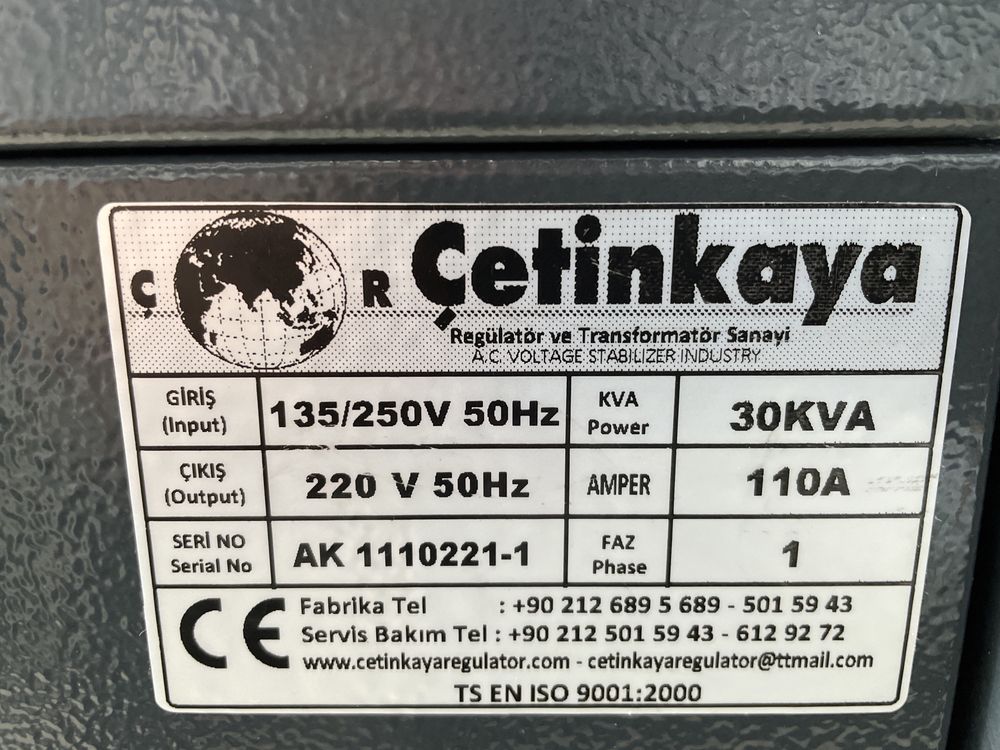 Ç R Çetinkaya
Regülatör ve Transformatör Sanayi
A.C. VOLTAGE STABILIZER INDUSTRY
GİRİŞ
(Input)
135/250V 50Hz
KVA
Power
30KVA
ÇIKIŞ
(Output)
220 V 50Hz
AMPER
110A
SERİ NO
Serial No
AK 1110221-1
FAZ
Phase
1
CE
Fabrika Tel : +90 212 689 5 689 - 501 59 43
Servis Bakım Tel : +90 212 501 59 43 - 612 92 72
www.cetinkayaregulator.com - cetinkayaregulator@ttmail.com
TS EN ISO 9001:2000